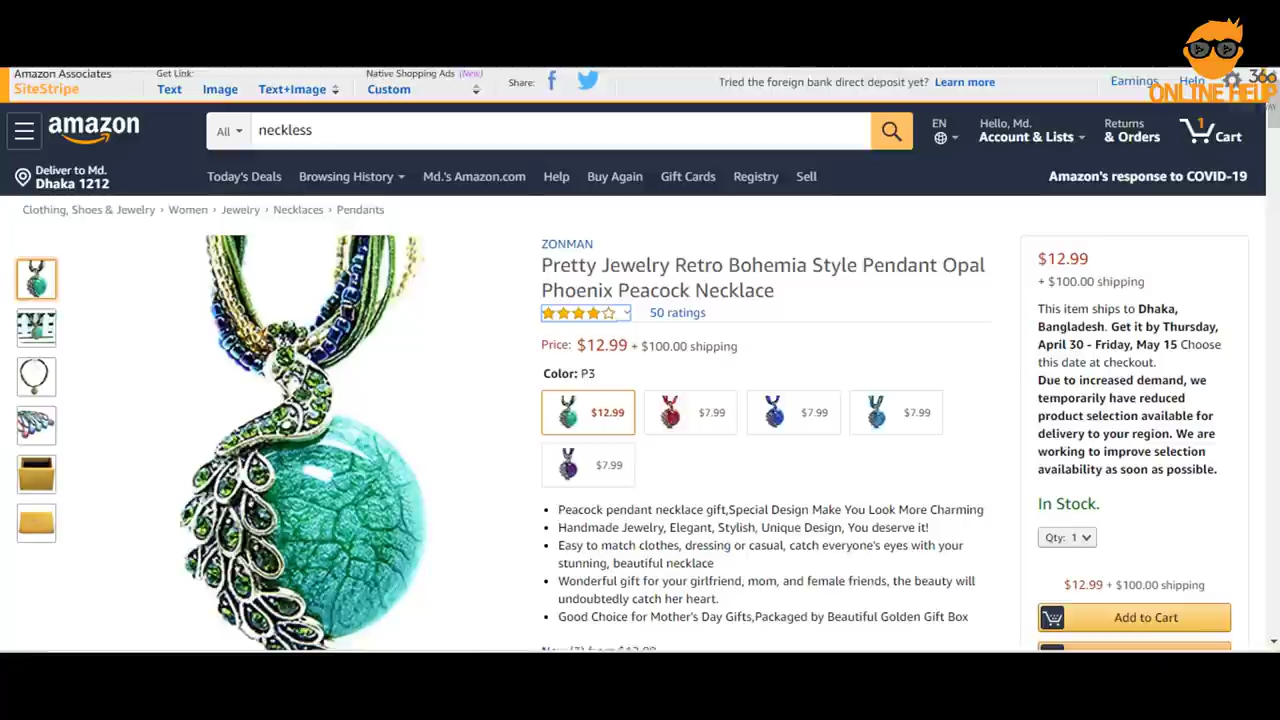 Amazon Associates
SiteStripe
Get Link:
Text
Image
Text+Image
Native Shopping Ads (New)
Custom
Share:
Tried the foreign bank direct deposit yet? Learn more
Earnings
Help
360
ONLINE HELP
amazon
All
neckless
EN
Hello, Md.
Account & Lists
Returns
& Orders
1
Cart
Deliver to Md.
Dhaka 1212
Today's Deals
Browsing History
Md.'s Amazon.com
Help
Buy Again
Gift Cards
Registry
Sell
Amazon's response to COVID-19
Clothing, Shoes & Jewelry › Women › Jewelry › Necklaces › Pendants
ZONMAN
Pretty Jewelry Retro Bohemia Style Pendant Opal
Phoenix Peacock Necklace
50 ratings
Price: $12.99 + $100.00 shipping
Color: P3
$12.99
$7.99
$7.99
$7.99
$7.99
• Peacock pendant necklace gift,Special Design Make You Look More Charming
• Handmade Jewelry, Elegant, Stylish, Unique Design, You deserve it!
• Easy to match clothes, dressing or casual, catch everyone's eyes with your
stunning, beautiful necklace
• Wonderful gift for your girlfriend, mom, and female friends, the beauty will
undoubtedly catch her heart.
• Good Choice for Mother's Day Gifts,Packaged by Beautiful Golden Gift Box
$12.99
+ $100.00 shipping
This item ships to Dhaka,
Bangladesh. Get it by Thursday,
April 30 - Friday, May 15 Choose
this date at checkout.
Due to increased demand, we
temporarily have reduced
product selection available for
delivery to your region. We are
working to improve selection
availability as soon as possible.
In Stock.
Qty: 1
$12.99 + $100.00 shipping
Add to Cart